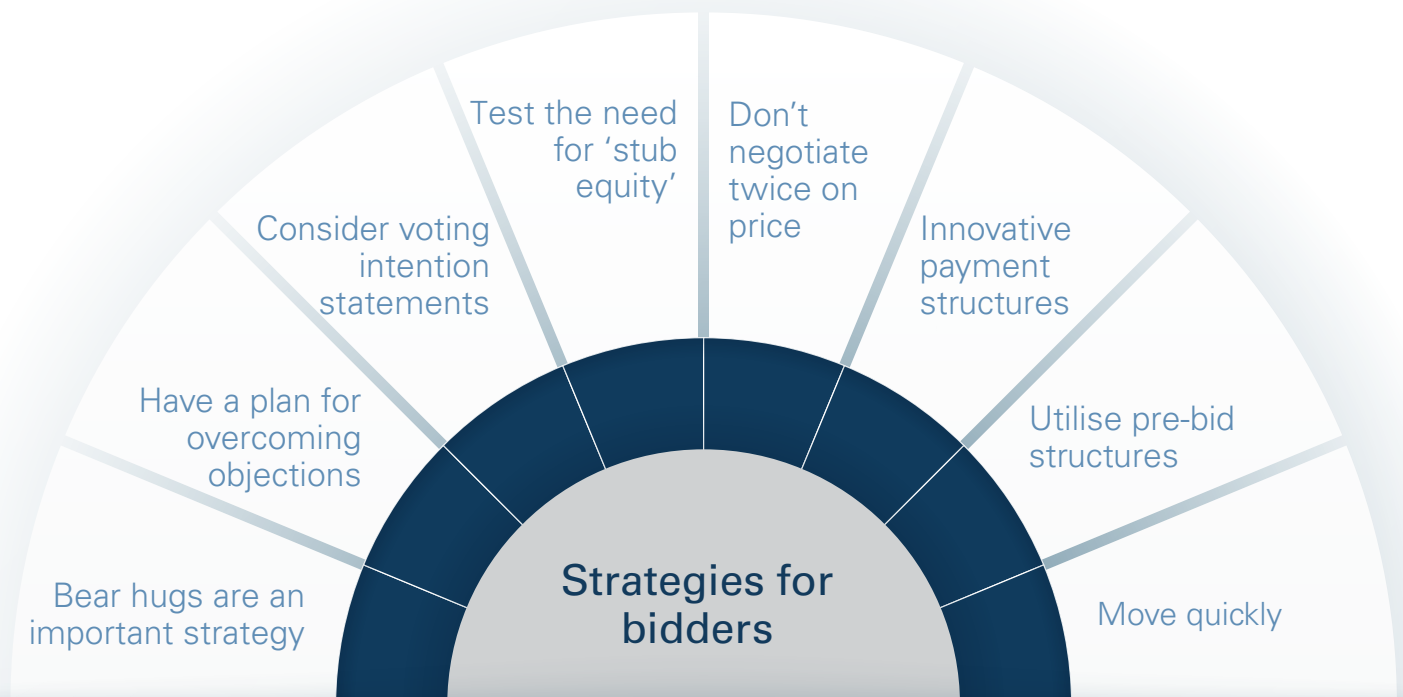 Test the need
for ‘stub
equity’
Don’t
negotiate
twice on
price
Consider voting
intention
statements
Innovative
payment
structures
Have a plan for
overcoming
objections
Utilise pre-bid
structures
Bear hugs are an
important strategy
Move quickly
Strategies for
bidders